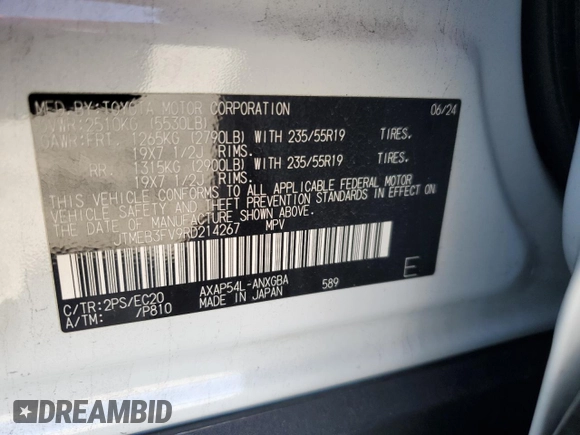 MFD. BY: TOYOTA MOTOR CORPORATION 06/24
GVWR: 2510KG (5530LB)
GAWR: FRT. 1265KG (2790LB) WITH 235/55R19 TIRES.
19X7 1/2J RIMS.
RR. 1315KG (2900LB) WITH 235/55R19 TIRES.
19X7 1/2J RIMS.
THIS VEHICLE CONFORMS TO ALL APPLICABLE FEDERAL MOTOR
VEHICLE SAFETY AND THEFT PREVENTION STANDARDS IN EFFECT ON
THE DATE OF MANUFACTURE SHOWN ABOVE.
JTMEB3FV9RD214267 MPV
C/TR: 2PS/EC20 AXAP54L-ANXGBA 589 E
A/TM: /P810 MADE IN JAPAN
DREAMBID